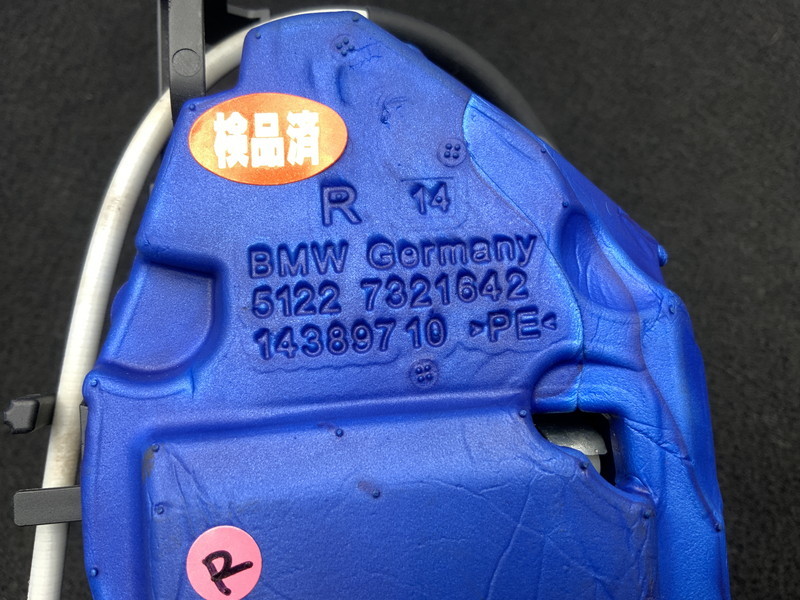 検品済
R 14
BMW Germany
5122 7321642
14389710 >PE<
R